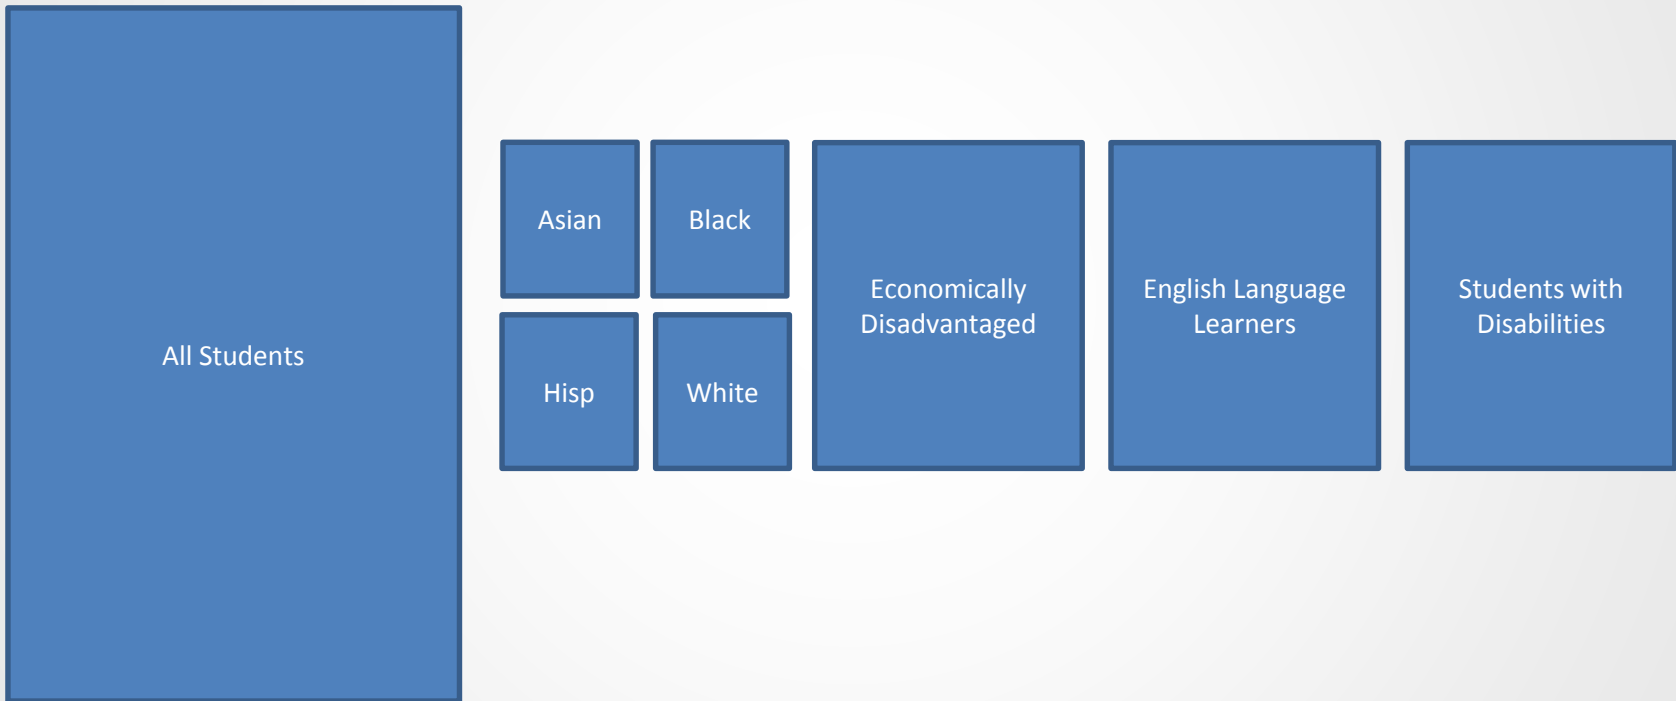 All Students
Asian
Black
Hisp
White
Economically
Disadvantaged
English Language
Learners
Students with
Disabilities